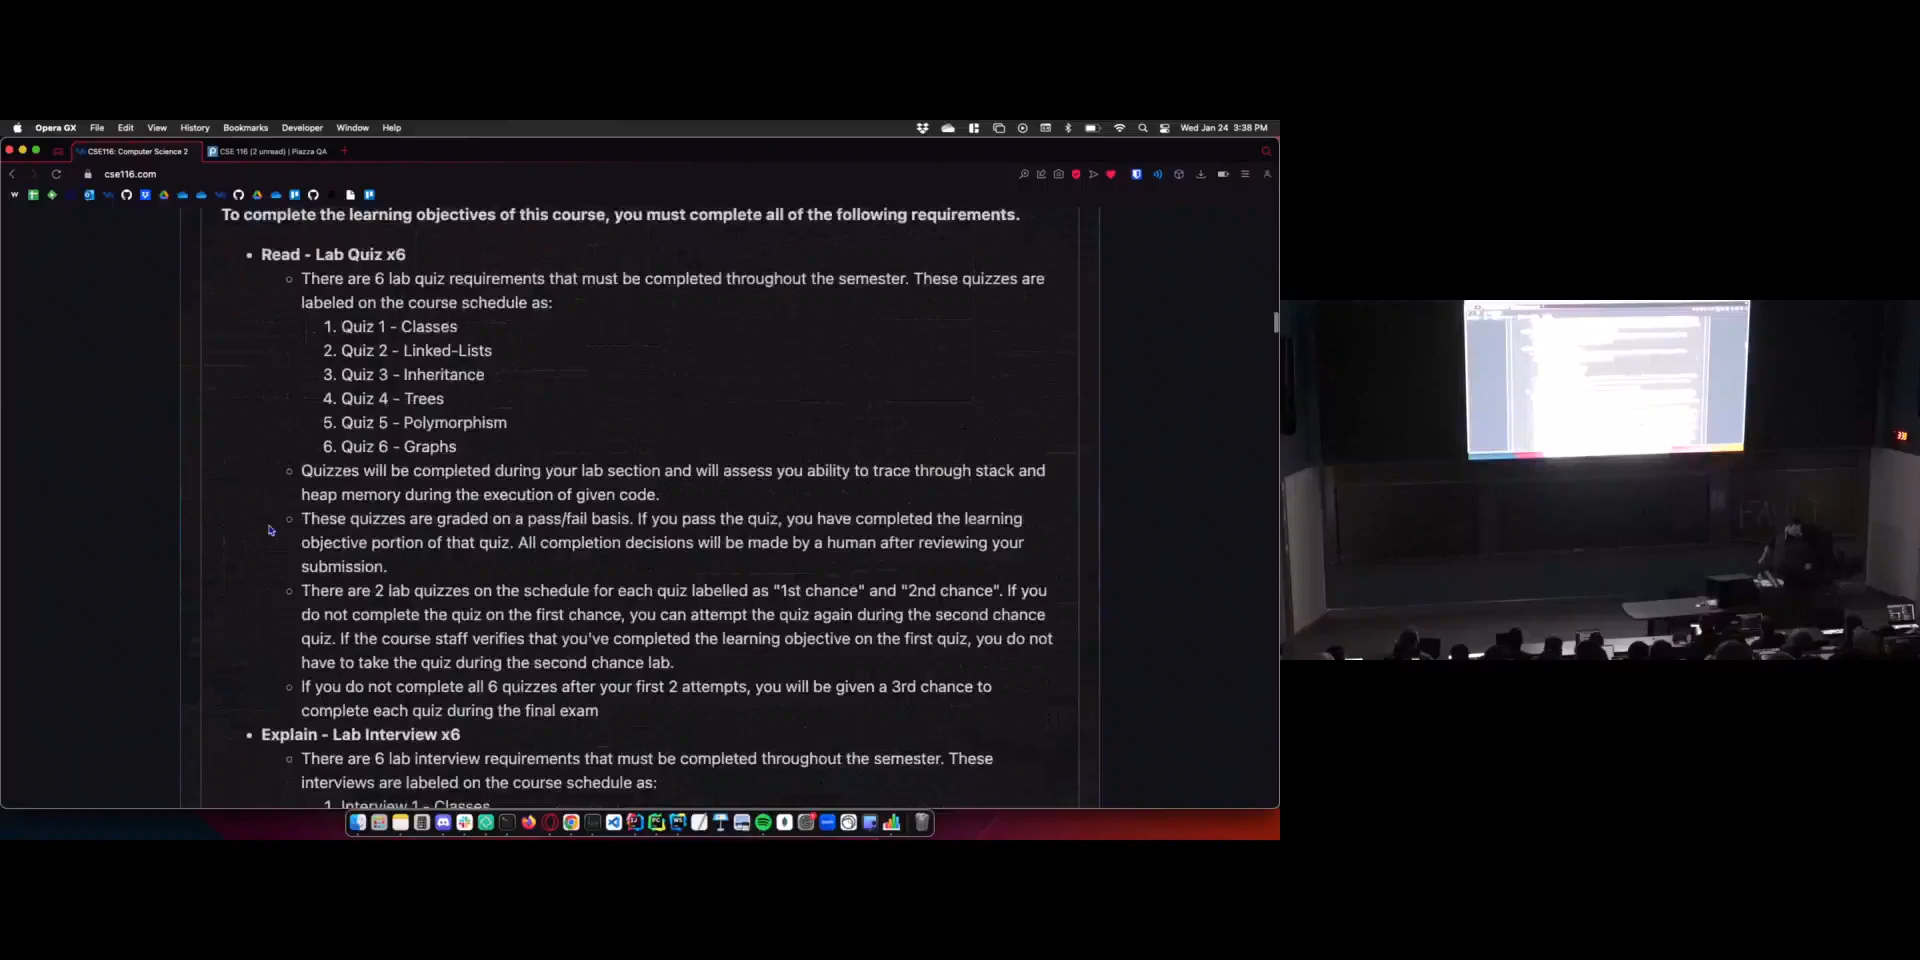 Opera GX File Edit View History Bookmarks Developer Window Help Wed Jan 24 3:38 PM
CSE116: Computer Science 2 CSE 116 (2 unread) | Piazza QA
cse116.com
To complete the learning objectives of this course, you must complete all of the following requirements.
• Read - Lab Quiz x6
○ There are 6 lab quiz requirements that must be completed throughout the semester. These quizzes are
labeled on the course schedule as:
1. Quiz 1 - Classes
2. Quiz 2 - Linked-Lists
3. Quiz 3 - Inheritance
4. Quiz 4 - Trees
5. Quiz 5 - Polymorphism
6. Quiz 6 - Graphs
○ Quizzes will be completed during your lab section and will assess you ability to trace through stack and
heap memory during the execution of given code.
○ These quizzes are graded on a pass/fail basis. If you pass the quiz, you have completed the learning
objective portion of that quiz. All completion decisions will be made by a human after reviewing your
submission.
○ There are 2 lab quizzes on the schedule for each quiz labelled as "1st chance" and "2nd chance". If you
do not complete the quiz on the first chance, you can attempt the quiz again during the second chance
quiz. If the course staff verifies that you've completed the learning objective on the first quiz, you do not
have to take the quiz during the second chance lab.
○ If you do not complete all 6 quizzes after your first 2 attempts, you will be given a 3rd chance to
complete each quiz during the final exam
• Explain - Lab Interview x6
○ There are 6 lab interview requirements that must be completed throughout the semester. These
interviews are labeled on the course schedule as:
1. Interview 1 - Classes